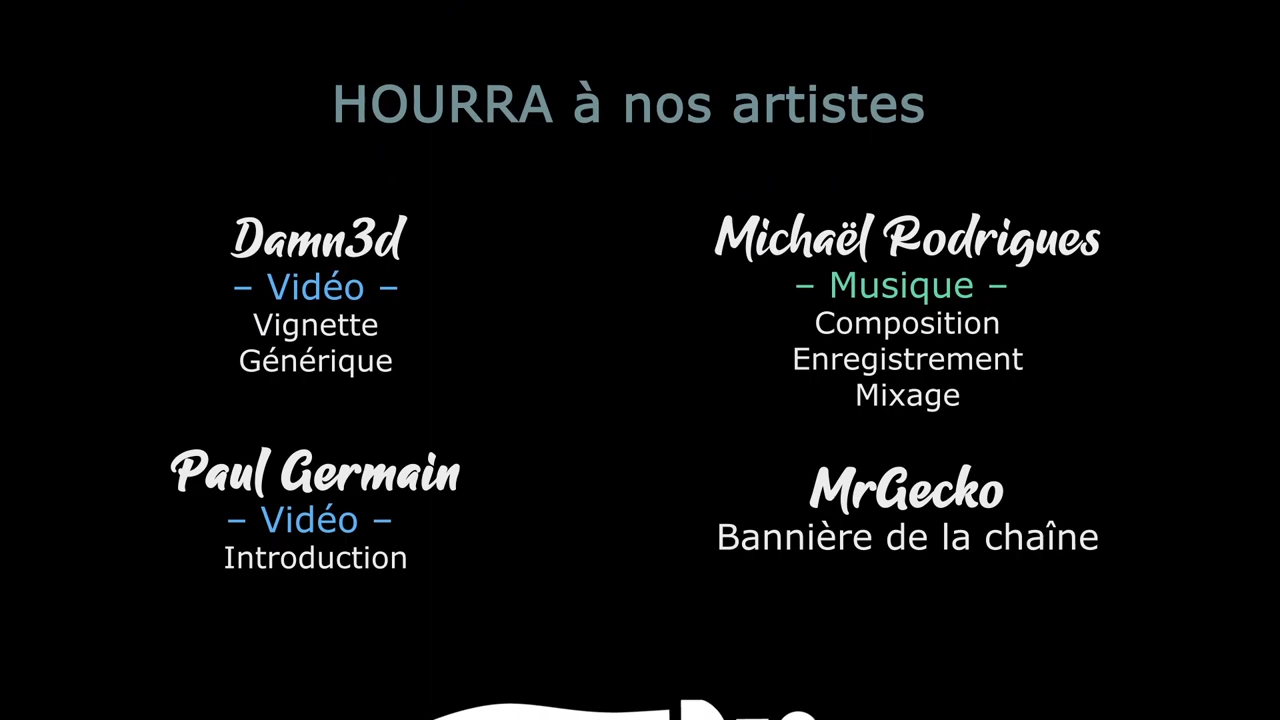 HOURRA à nos artistes
Damn3d
– Vidéo –
Vignette
Générique
Michaël Rodrigues
– Musique –
Composition
Enregistrement
Mixage
Paul Germain
– Vidéo –
Introduction
MrGecko
Bannière de la chaîne